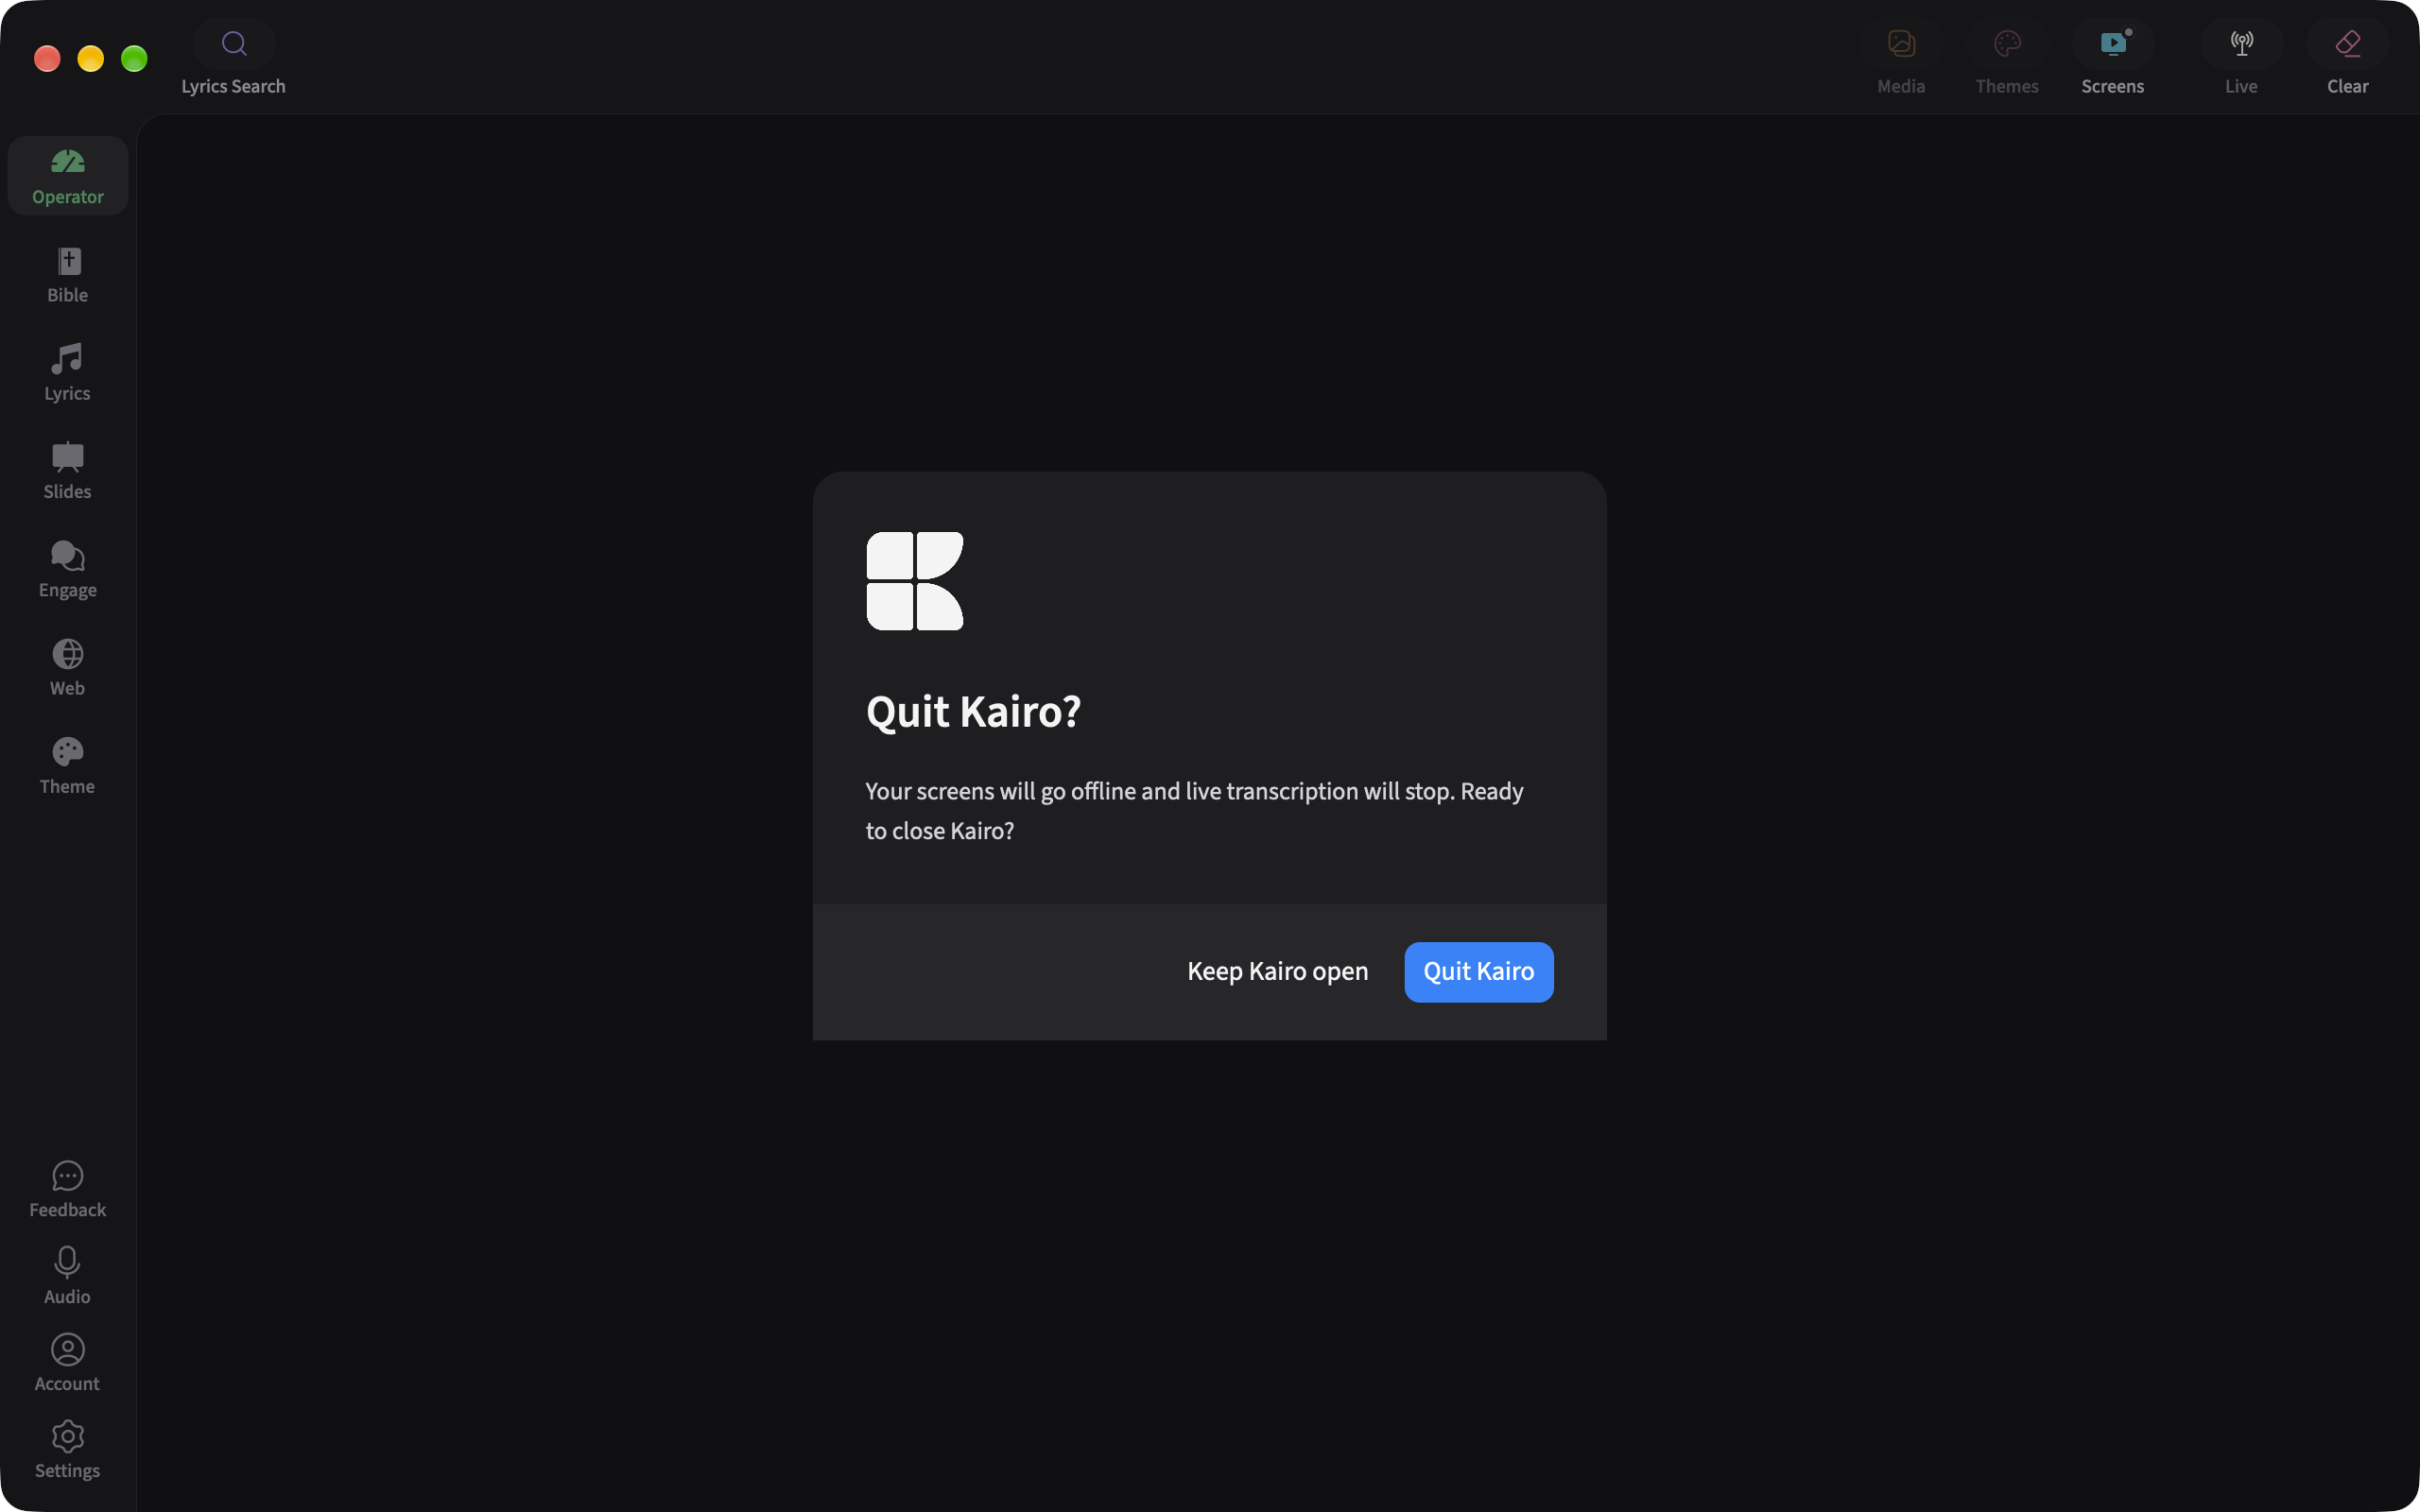 Lyrics Search
Media
Themes
Screens
Live
Clear
Operator
Bible
Lyrics
Slides
Engage
Web
Theme
Feedback
Audio
Account
Settings
Quit Kairo?
Your screens will go offline and live transcription will stop. Ready
to close Kairo?
Keep Kairo open
Quit Kairo